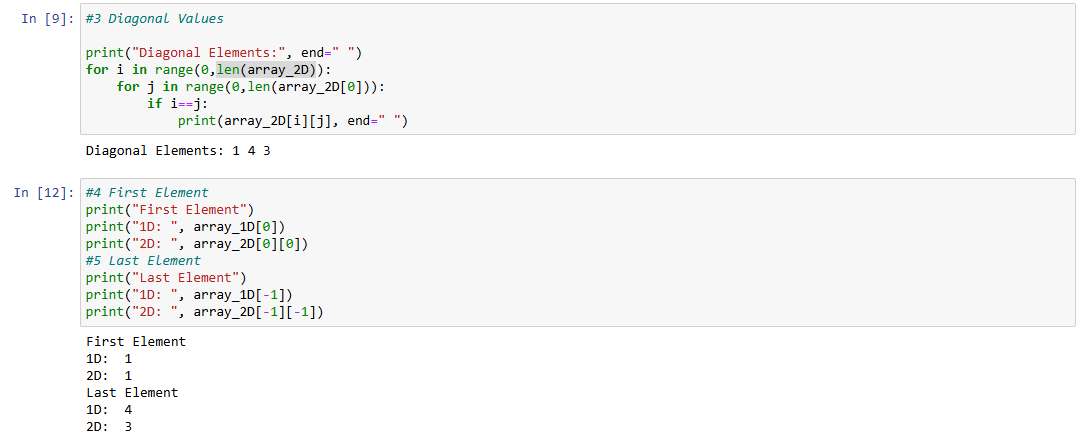 In [9]: #3 Diagonal Values
print("Diagonal Elements:", end=" ")
for i in range(0,len(array_2D)):
    for j in range(0,len(array_2D[0])):
        if i==j:
            print(array_2D[i][j], end=" ")
Diagonal Elements: 1 4 3
In [12]: #4 First Element
print("First Element")
print("1D: ", array_1D[0])
print("2D: ", array_2D[0][0])
#5 Last Element
print("Last Element")
print("1D: ", array_1D[-1])
print("2D: ", array_2D[-1][-1])
First Element
1D:  1
2D:  1
Last Element
1D:  4
2D:  3